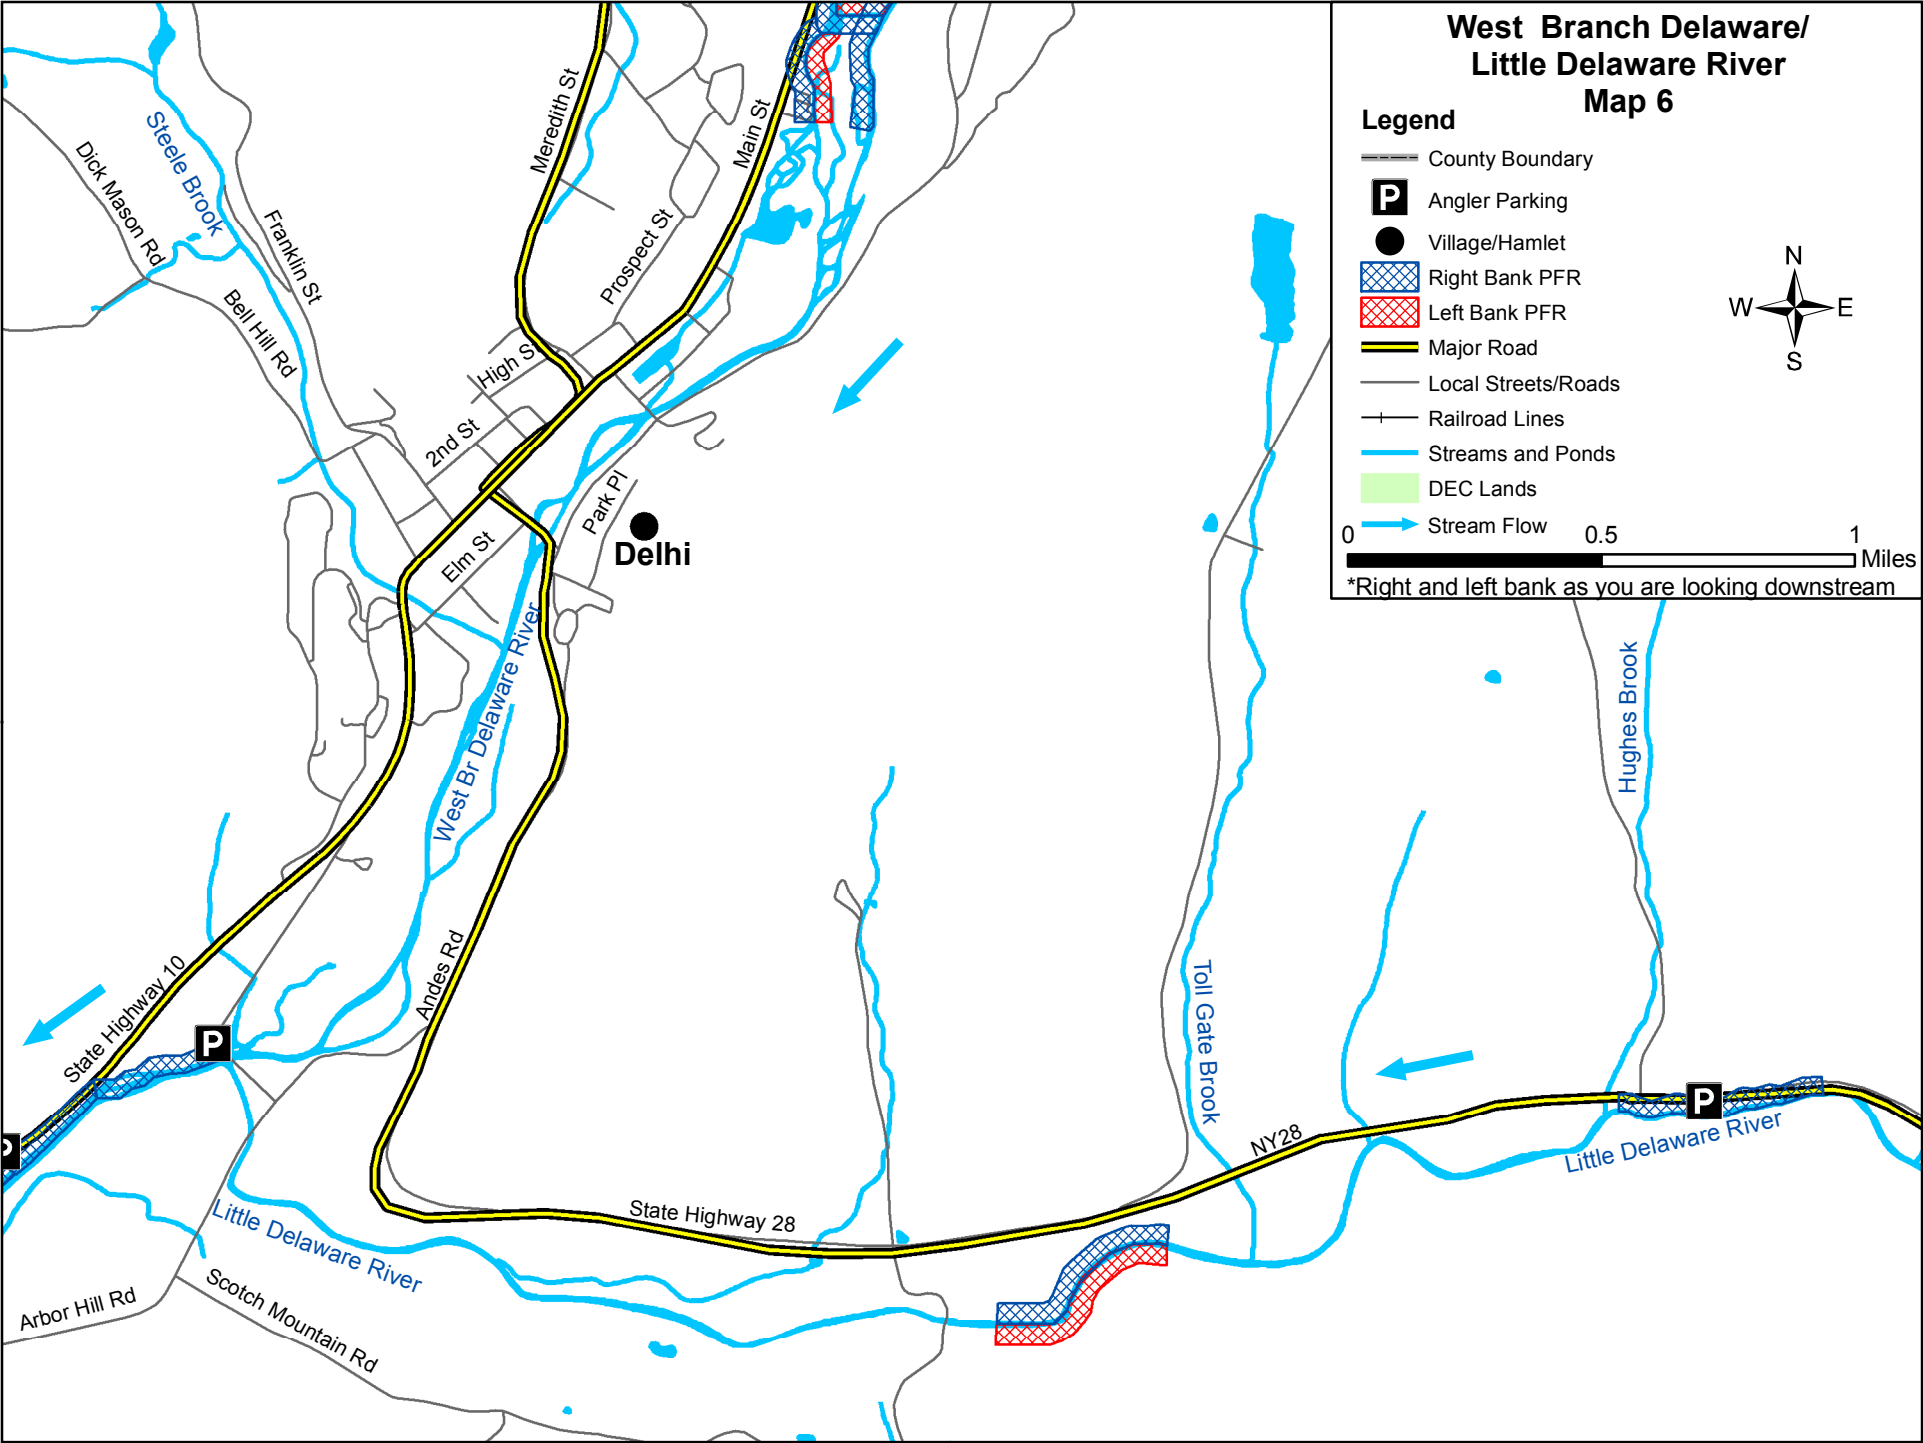 West  Branch Delaware/
Little Delaware River
Map 6
Legend
County Boundary
P
Angler Parking
Village/Hamlet
Right Bank PFR
Left Bank PFR
Major Road
Local Streets/Roads
Railroad Lines
Streams and Ponds
DEC Lands
Stream Flow
N
W
E
S
0
0.5
1
Miles
*Right and left bank as you are looking downstream
Steele Brook
Dick Mason Rd
Franklin St
Bell Hill Rd
Meredith St
Main St
Prospect St
High S
2nd St
Elm St
Park Pl
Delhi
West Br Delaware River
Hughes Brook
Toll Gate Brook
Andes Rd
State Highway 10
P
P
P
NY28
Little Delaware River
State Highway 28
Little Delaware River
Arbor Hill Rd
Scotch Mountain Rd